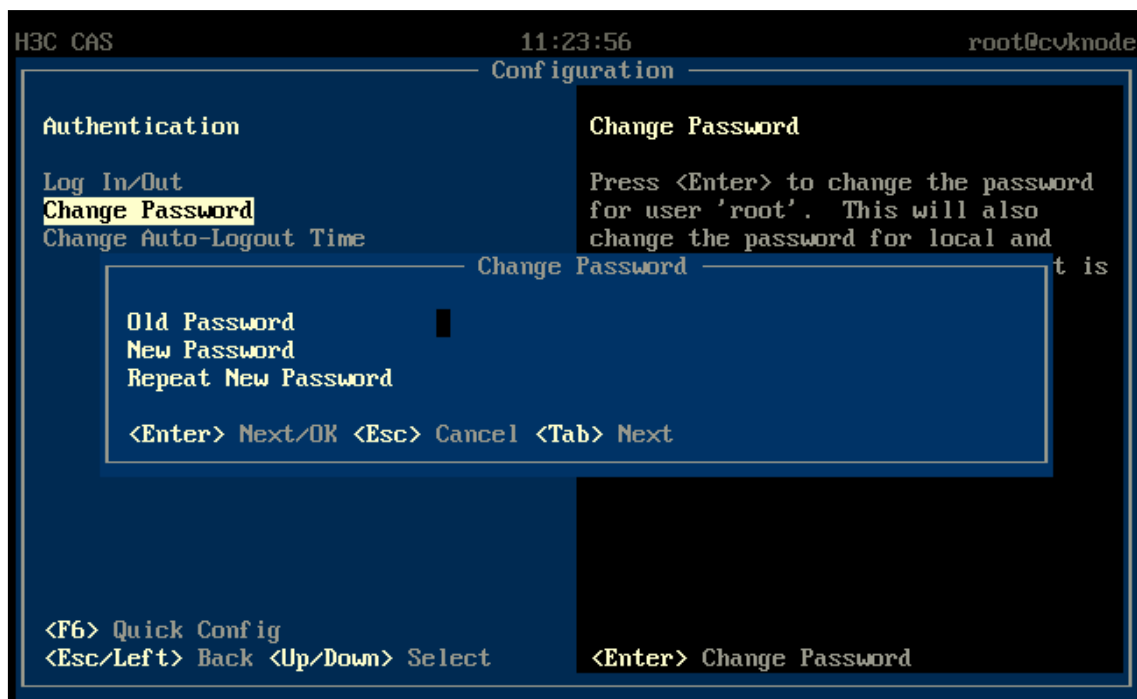 H3C CAS 11:23:56 root@cvknode
Configuration
Authentication
Log In/Out
Change Password
Change Auto-Logout Time
Change Password
Press <Enter> to change the password
for user 'root'. This will also
change the password for local and
t is
Change Password
Old Password
New Password
Repeat New Password
<Enter> Next/OK <Esc> Cancel <Tab> Next
<F6> Quick Config
<Esc/Left> Back <Up/Down> Select
<Enter> Change Password